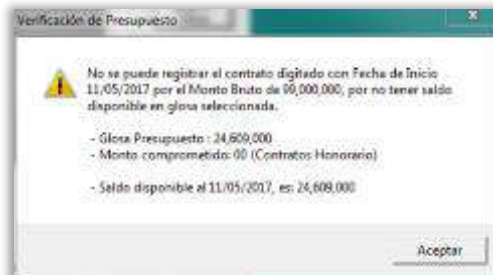 Verificación de Presupuesto
No se puede registrar el contrato digitado con Fecha de Inicio
11/05/2017 por el Monto Bruto de 99,000,000, por no tener saldo
disponible en glosa seleccionada.
- Glosa Presupuesto : 24,609,000
- Monto comprometido: 00 (Contratos Honorario)
- Saldo disponible al 11/05/2017, es: 24,609,000
Aceptar